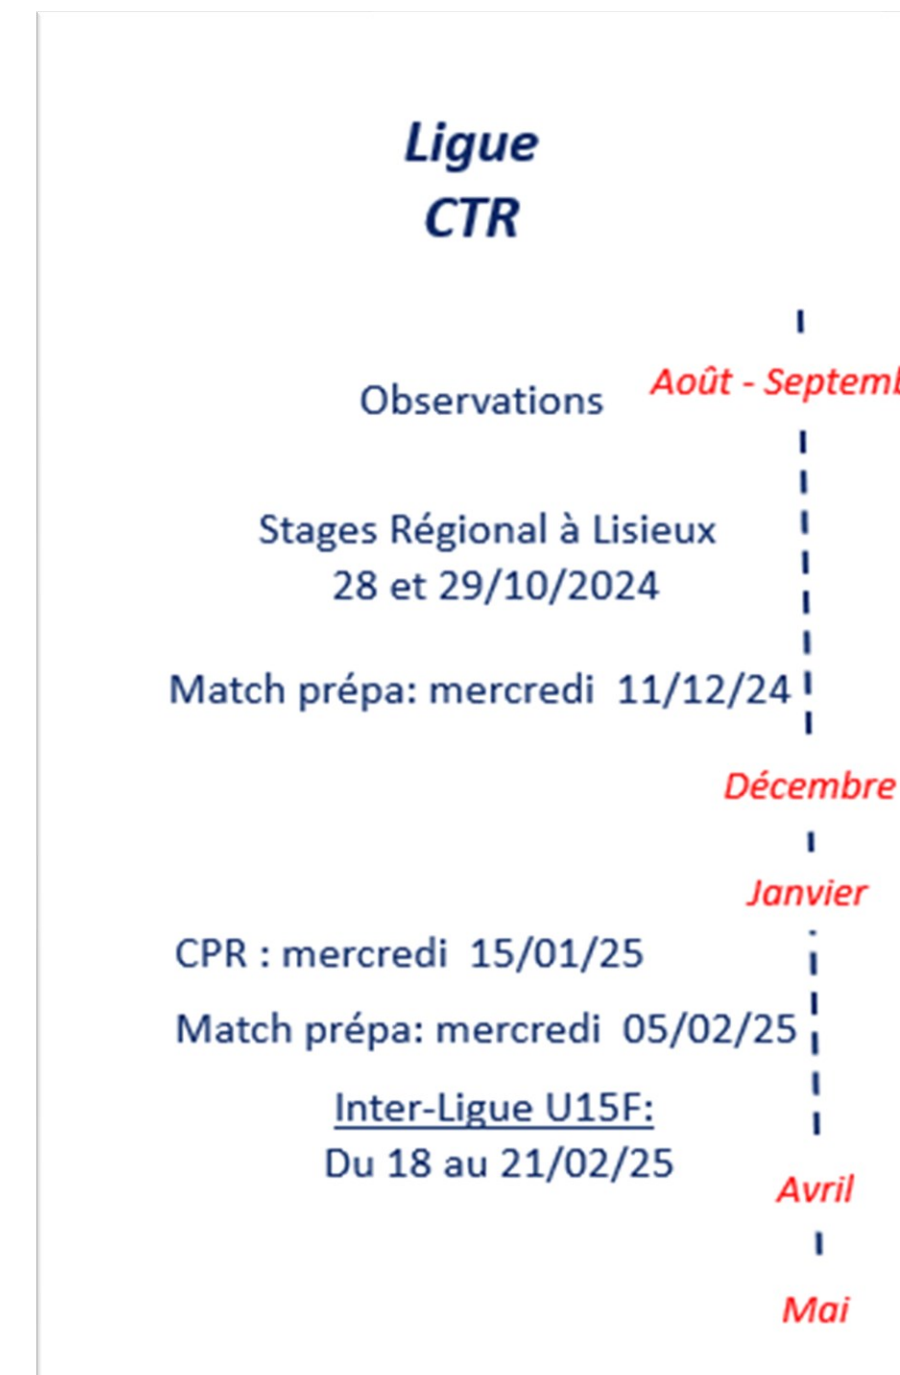 Ligue
CTR
Août - Septemb
Observations
Stages Régional à Lisieux
28 et 29/10/2024
Match prépa: mercredi 11/12/24
Décembre
Janvier
CPR : mercredi 15/01/25
Match prépa: mercredi 05/02/25
Inter-Ligue U15F:
Du 18 au 21/02/25
Avril
Mai